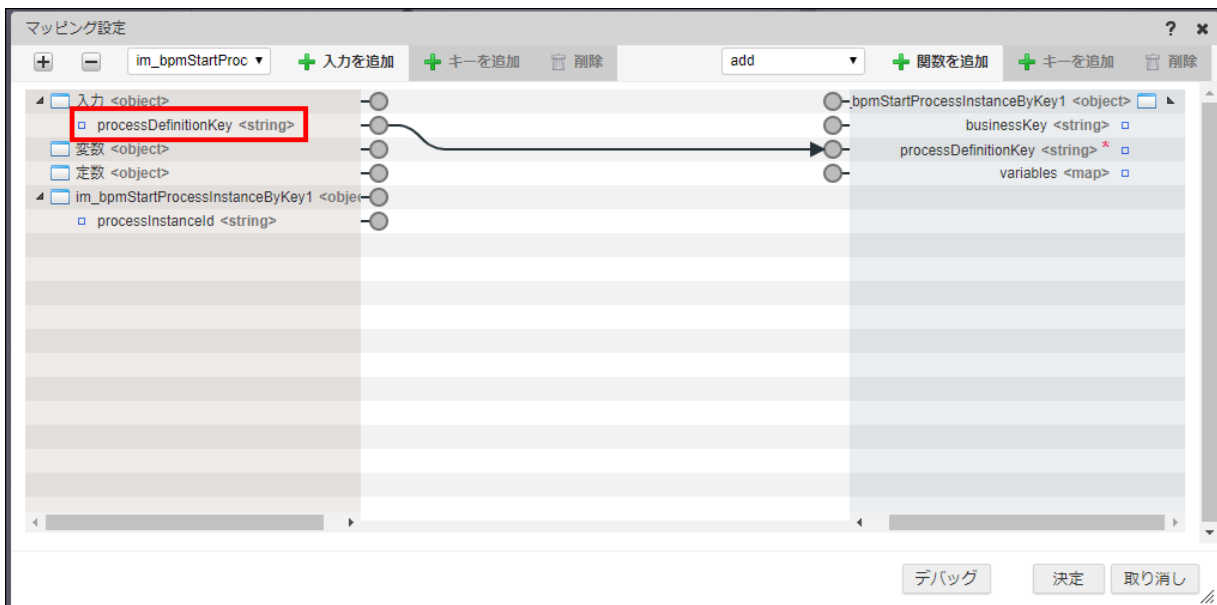 マッピング設定
?
im_bpmStartProc ▼ + 入力を追加 + キーを追加 削除 add ▼ + 関数を追加 + キーを追加 削除
入力 <object> _bpmStartProcessInstanceByKey1 <object>
processDefinitionKey <string> businessKey <string>
変数 <object> processDefinitionKey <string> *
定数 <object> variables <map>
im_bpmStartProcessInstanceByKey1 <objec
processInstanceId <string>
デバッグ 決定 取り消し